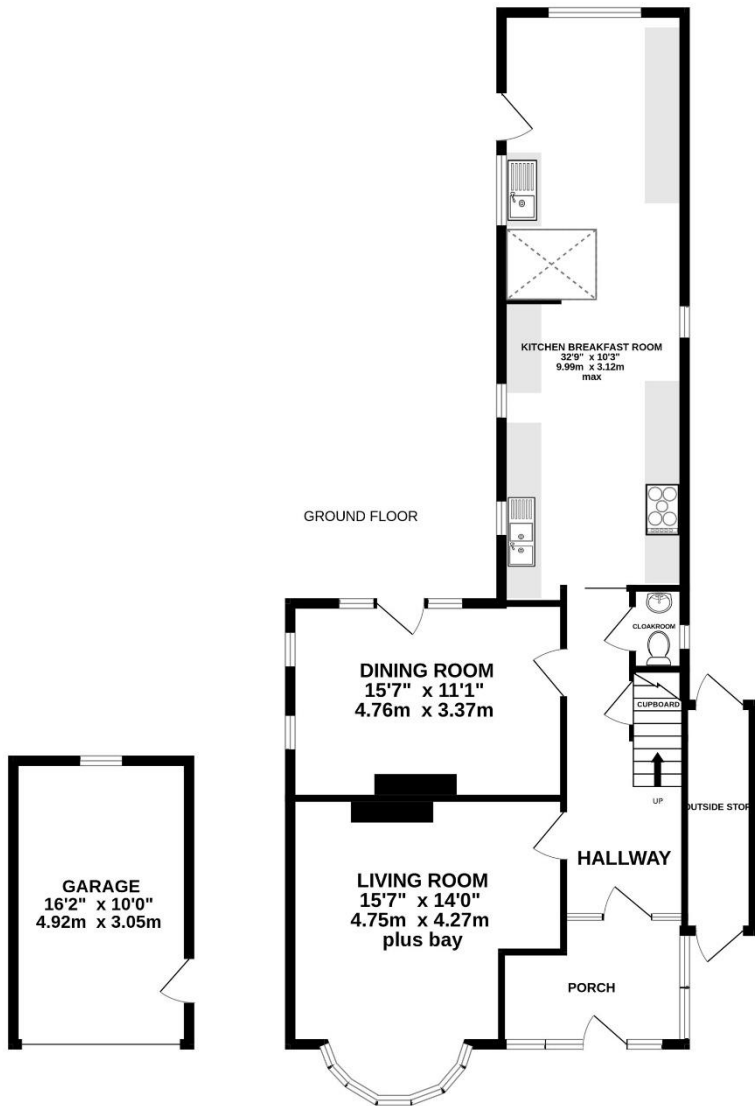 KITCHEN BREAKFAST ROOM
32'9" x 10'3"
9.99m x 3.12m
max
GROUND FLOOR
CLOAKROOM
DINING ROOM
15'7" x 11'1"
4.76m x 3.37m
CUPBOARD
UP
OUTSIDE STOR
HALLWAY
GARAGE
16'2" x 10'0"
4.92m x 3.05m
LIVING ROOM
15'7" x 14'0"
4.75m x 4.27m
plus bay
PORCH